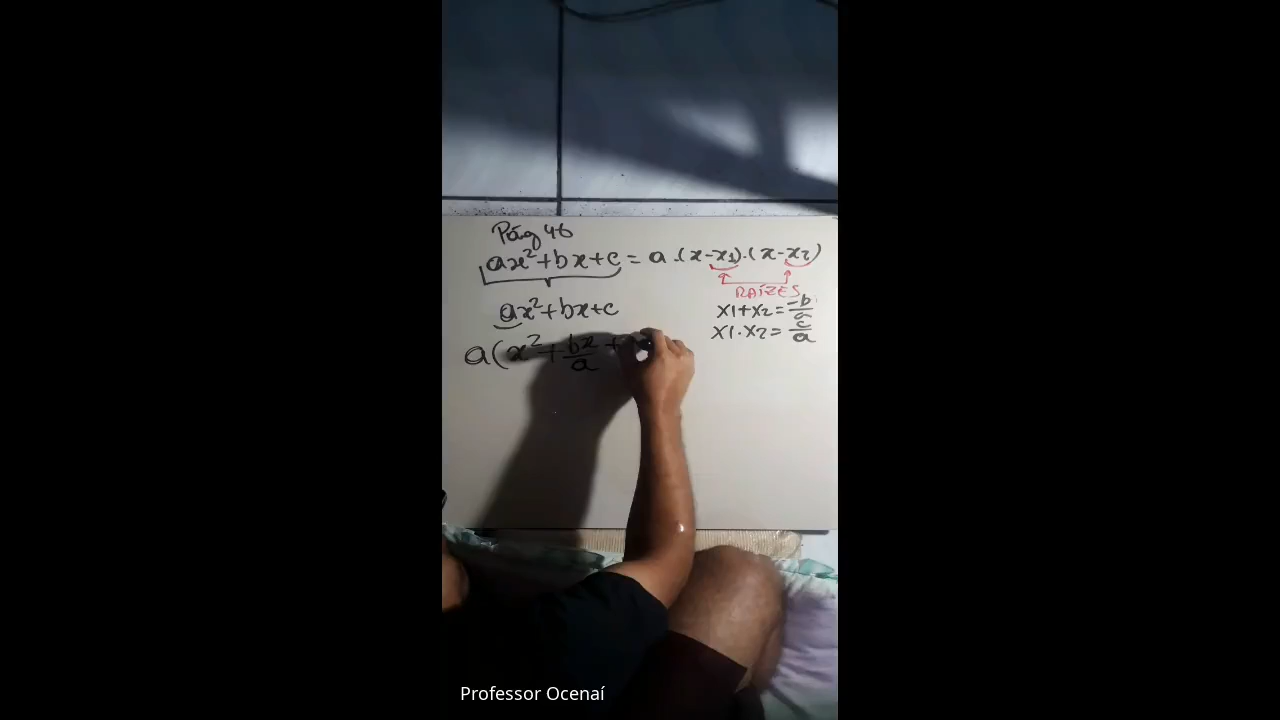 Pág 46
ax²+bx+c = a.(x-x1).(x-x2)
RAÍZES
ax²+bx+c
x1+x2=-b/a
x1.x2=c/a
a(x²+bx/a+
Professor Ocenaí